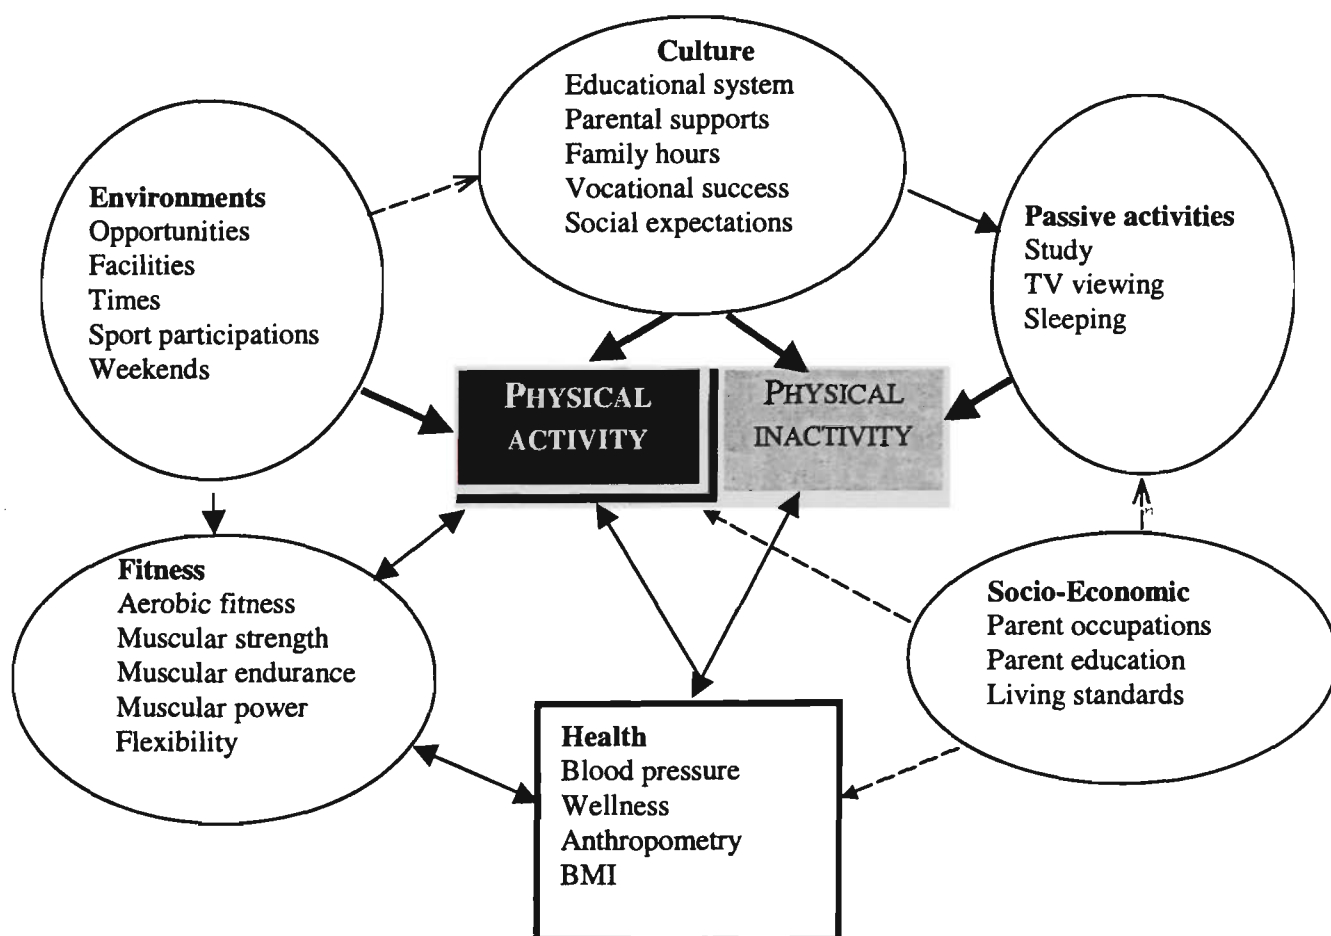 Culture
Educational system
Parental supports
Family hours
Vocational success
Social expectations
Environments
Opportunities
Facilities
Times
Sport participations
Weekends
Passive activities
Study
TV viewing
Sleeping
PHYSICAL
ACTIVITY
PHYSICAL
INACTIVITY
Fitness
Aerobic fitness
Muscular strength
Muscular endurance
Muscular power
Flexibility
Socio-Economic
Parent occupations
Parent education
Living standards
Health
Blood pressure
Wellness
Anthropometry
BMI